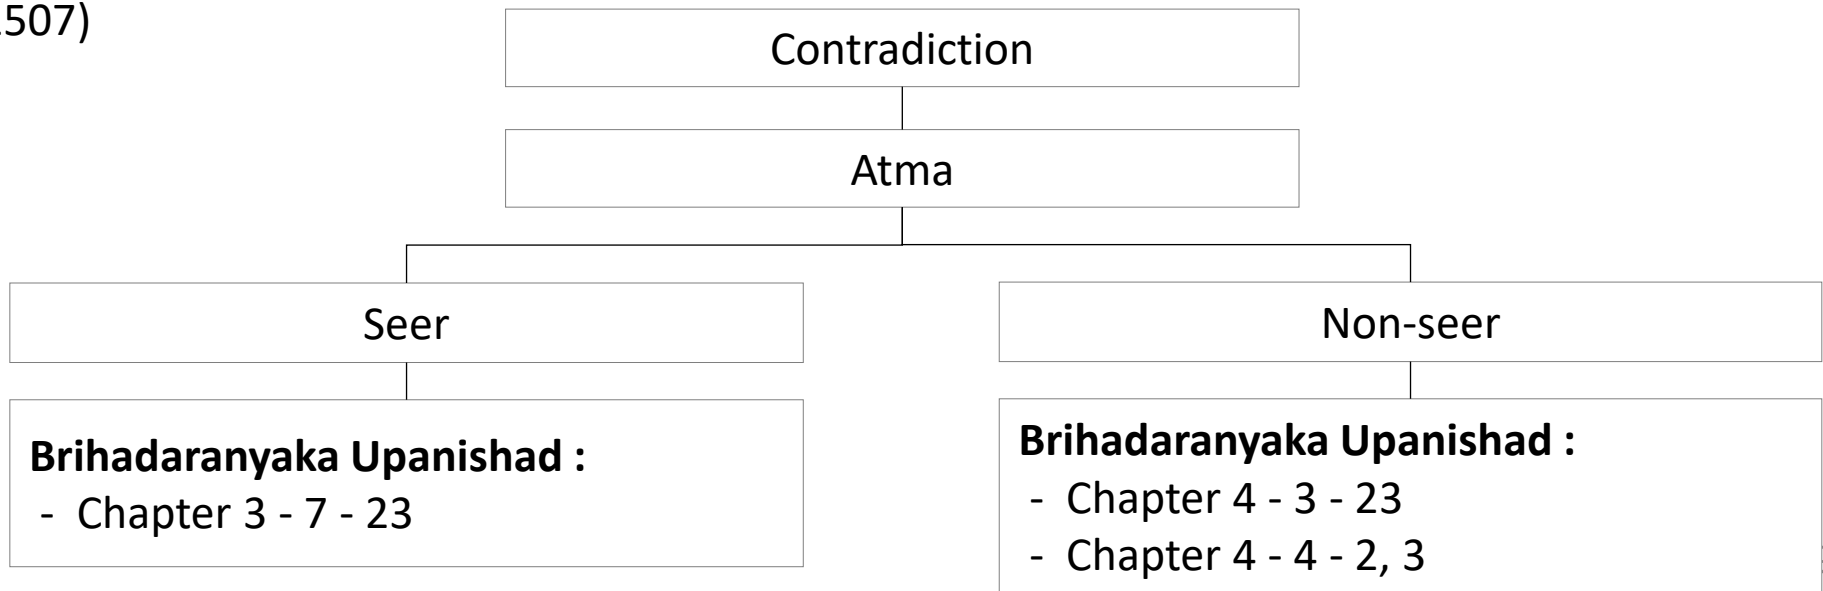 507)
Contradiction
Atma
Seer
Non-seer
Brihadaranyaka Upanishad :
- Chapter 3 - 7 - 23
Brihadaranyaka Upanishad :
- Chapter 4 - 3 - 23
- Chapter 4 - 4 - 2, 3